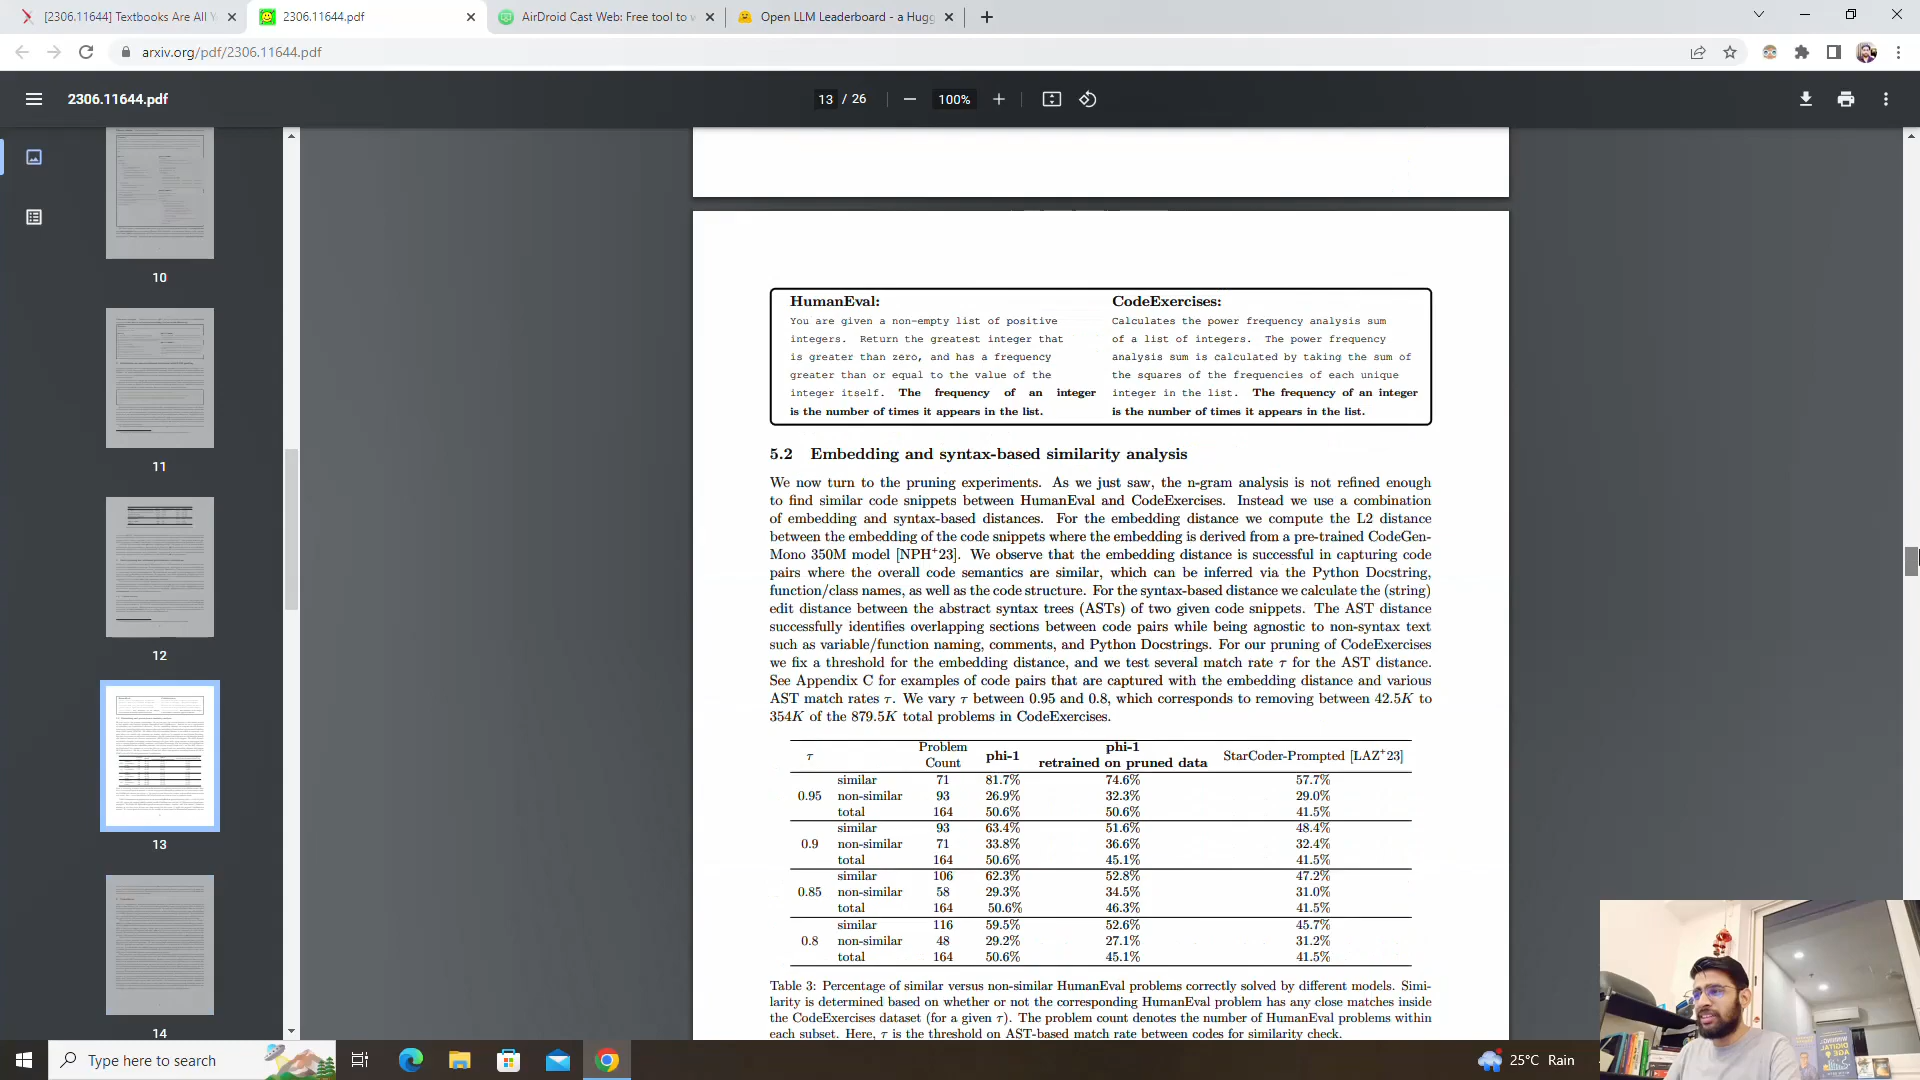 [2306.11644] Textbooks Are All Y
2306.11644.pdf
AirDroid Cast Web: Free tool to
Open LLM Leaderboard - a Hugg
arxiv.org/pdf/2306.11644.pdf
2306.11644.pdf
13 / 26
100%
10
11
12
13
14
HumanEval:
You are given a non-empty list of positive
integers. Return the greatest integer that
is greater than zero, and has a frequency
greater than or equal to the value of the
integer itself. The frequency of an integer
is the number of times it appears in the list.
CodeExercises:
Calculates the power frequency analysis sum
of a list of integers. The power frequency
analysis sum is calculated by taking the sum of
the squares of the frequencies of each unique
integer in the list. The frequency of an integer
is the number of times it appears in the list.
5.2 Embedding and syntax-based similarity analysis
We now turn to the pruning experiments. As we just saw, the n-gram analysis is not refined enough
to find similar code snippets between HumanEval and CodeExercises. Instead we use a combination
of embedding and syntax-based distances. For the embedding distance we compute the L2 distance
between the embedding of the code snippets where the embedding is derived from a pre-trained CodeGen-
Mono 350M model [NPH+23]. We observe that the embedding distance is successful in capturing code
pairs where the overall code semantics are similar, which can be inferred via the Python Docstring,
function/class names, as well as the code structure. For the syntax-based distance we calculate the (string)
edit distance between the abstract syntax trees (ASTs) of two given code snippets. The AST distance
successfully identifies overlapping sections between code pairs while being agnostic to non-syntax text
such as variable/function naming, comments, and Python Docstrings. For our pruning of CodeExercises
we fix a threshold for the embedding distance, and we test several match rate τ for the AST distance.
See Appendix C for examples of code pairs that are captured with the embedding distance and various
AST match rates τ. We vary τ between 0.95 and 0.8, which corresponds to removing between 42.5K to
354K of the 879.5K total problems in CodeExercises.
τ Problem Count phi-1 phi-1 retrained on pruned data StarCoder-Prompted [LAZ+23]
similar 71 81.7% 74.6% 57.7%
0.95 non-similar 93 26.9% 32.3% 29.0%
total 164 50.6% 50.6% 41.5%
similar 93 63.4% 51.6% 48.4%
0.9 non-similar 71 33.8% 36.6% 32.4%
total 164 50.6% 45.1% 41.5%
similar 106 62.3% 52.8% 47.2%
0.85 non-similar 58 29.3% 34.5% 31.0%
total 164 50.6% 46.3% 41.5%
similar 116 59.5% 52.6% 45.7%
0.8 non-similar 48 29.2% 27.1% 31.2%
total 164 50.6% 45.1% 41.5%
Table 3: Percentage of similar versus non-similar HumanEval problems correctly solved by different models. Simi-
larity is determined based on whether or not the corresponding HumanEval problem has any close matches inside
the CodeExercises dataset (for a given τ). The problem count denotes the number of HumanEval problems within
each subset. Here, τ is the threshold on AST-based match rate between codes for similarity check.
Type here to search
25°C Rain